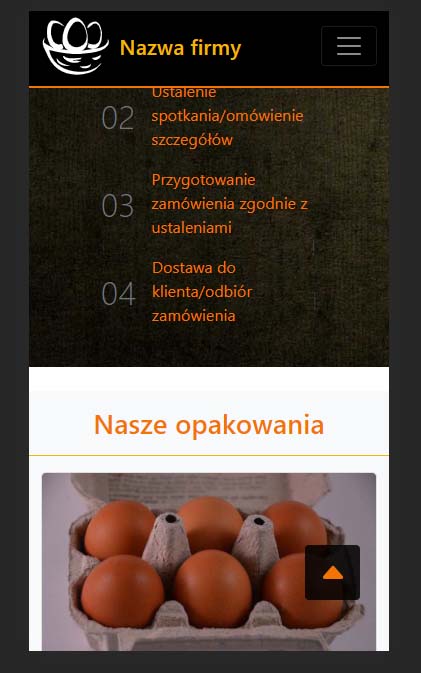 Nazwa firmy
Ustalenie
02
spotkania/omówienie
szczegółów
Przygotowanie
03
zamówienia zgodnie z
ustaleniami
Dostawa do
04
klienta/odbiór
zamówienia
Nasze opakowania